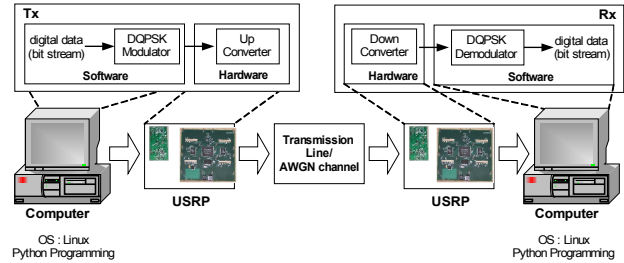 Tx
digital data
(bit stream)
DQPSK
Modulator
Up
Converter
Software
Hardware
Rx
Down
Converter
DQPSK
Demodulator
digital data
(bit stream)
Hardware
Software
Transmission
Line/
AWGN channel
Computer
USRP
USRP
Computer
OS : Linux
Python Programming
OS : Linux
Python Programming